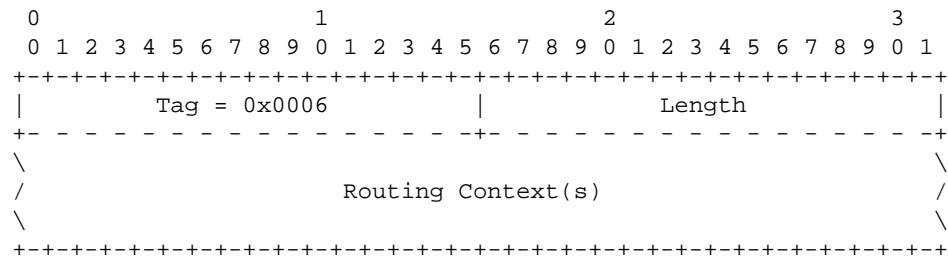 0                   1                   2                   3
 0 1 2 3 4 5 6 7 8 9 0 1 2 3 4 5 6 7 8 9 0 1 2 3 4 5 6 7 8 9 0 1
+-+-+-+-+-+-+-+-+-+-+-+-+-+-+-+-+-+-+-+-+-+-+-+-+-+-+-+-+-+-+-+-+
|         Tag = 0x0006          |            Length             |
+- - - - - - - - - - - - - - - -+- - - - - - - - - - - - - - - -+
\                                                               \
/                      Routing Context(s)                       /
\                                                               \
+-+-+-+-+-+-+-+-+-+-+-+-+-+-+-+-+-+-+-+-+-+-+-+-+-+-+-+-+-+-+-+-+